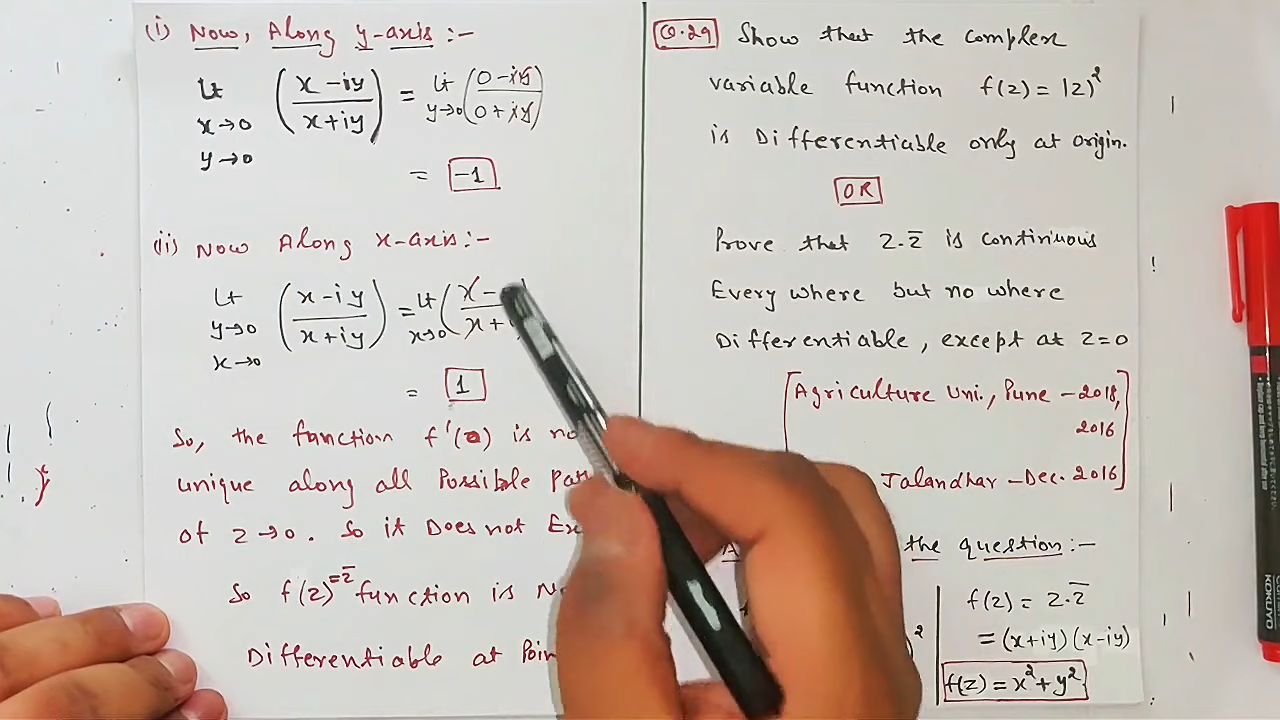 (i) Now, Along y-axis :-
Lt x→0 y→0 (x-iy / x+iy) = Lt y→0 (0-iy / 0+iy)
= -1
(ii) Now Along x-axis :-
Lt y→0 x→0 (x-iy / x+iy) = Lt x→0 (x- / x+
= 1
So, the function f'(0) is
unique along all Possible
of z→0. So it Does not
So f(z)=z̄ function is
Differentiable at
Q.29 Show that the complex
variable function f(z) = |z|²
is Differentiable only at origin.
OR
Prove that z.z̄ is continuous
Every where but no where
Differentiable, except at z=0
[Agriculture Uni., Pune - 2018,
2016
Jalandhar - Dec. 2016]
the question :-
f(z) = z.z̄
= (x+iy) (x-iy)
f(z) = x²+y²
KOKUYO